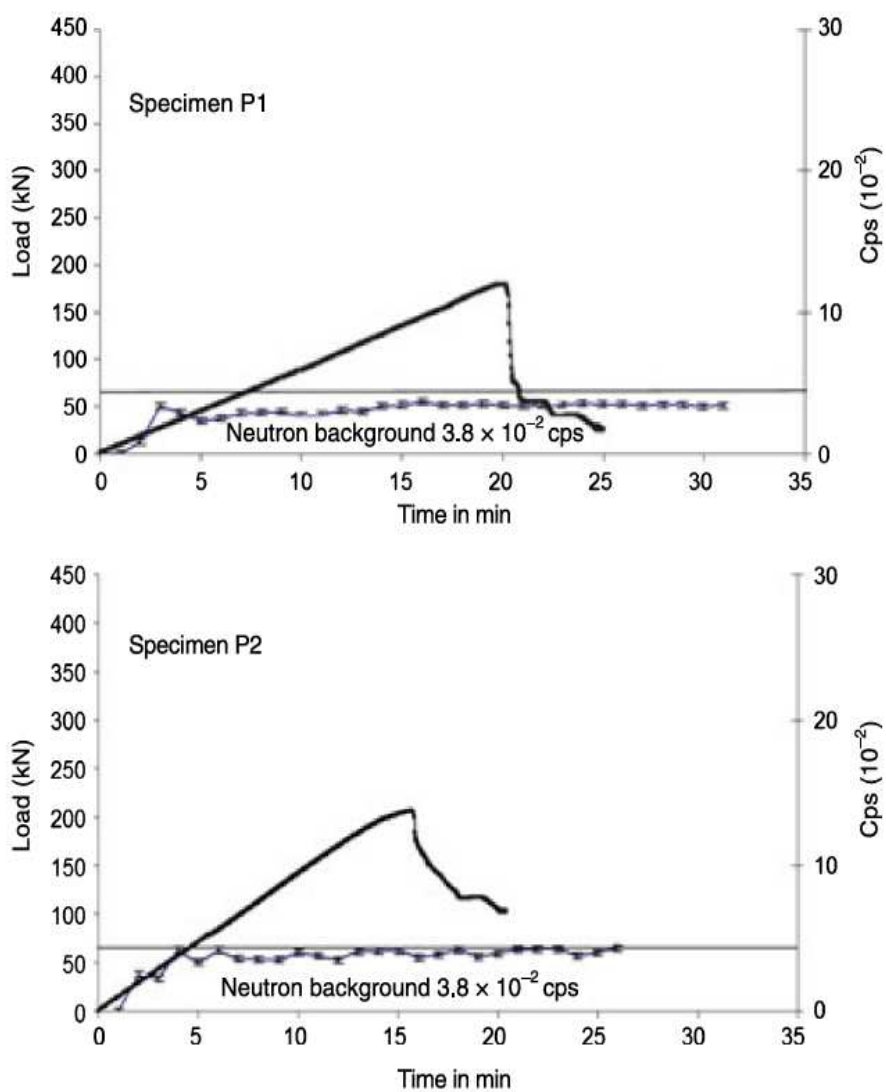 450
400
350
300
250
200
150
100
50
0
Load (kN)
Specimen P1
30
20
10
0
Cps (10⁻²)
Neutron background 3.8 × 10⁻² cps
0 5 10 15 20 25 30 35
Time in min
450
400
350
300
250
200
150
100
50
0
Load (kN)
Specimen P2
30
20
10
0
Cps (10⁻²)
Neutron background 3.8 × 10⁻² cps
0 5 10 15 20 25 30 35
Time in min